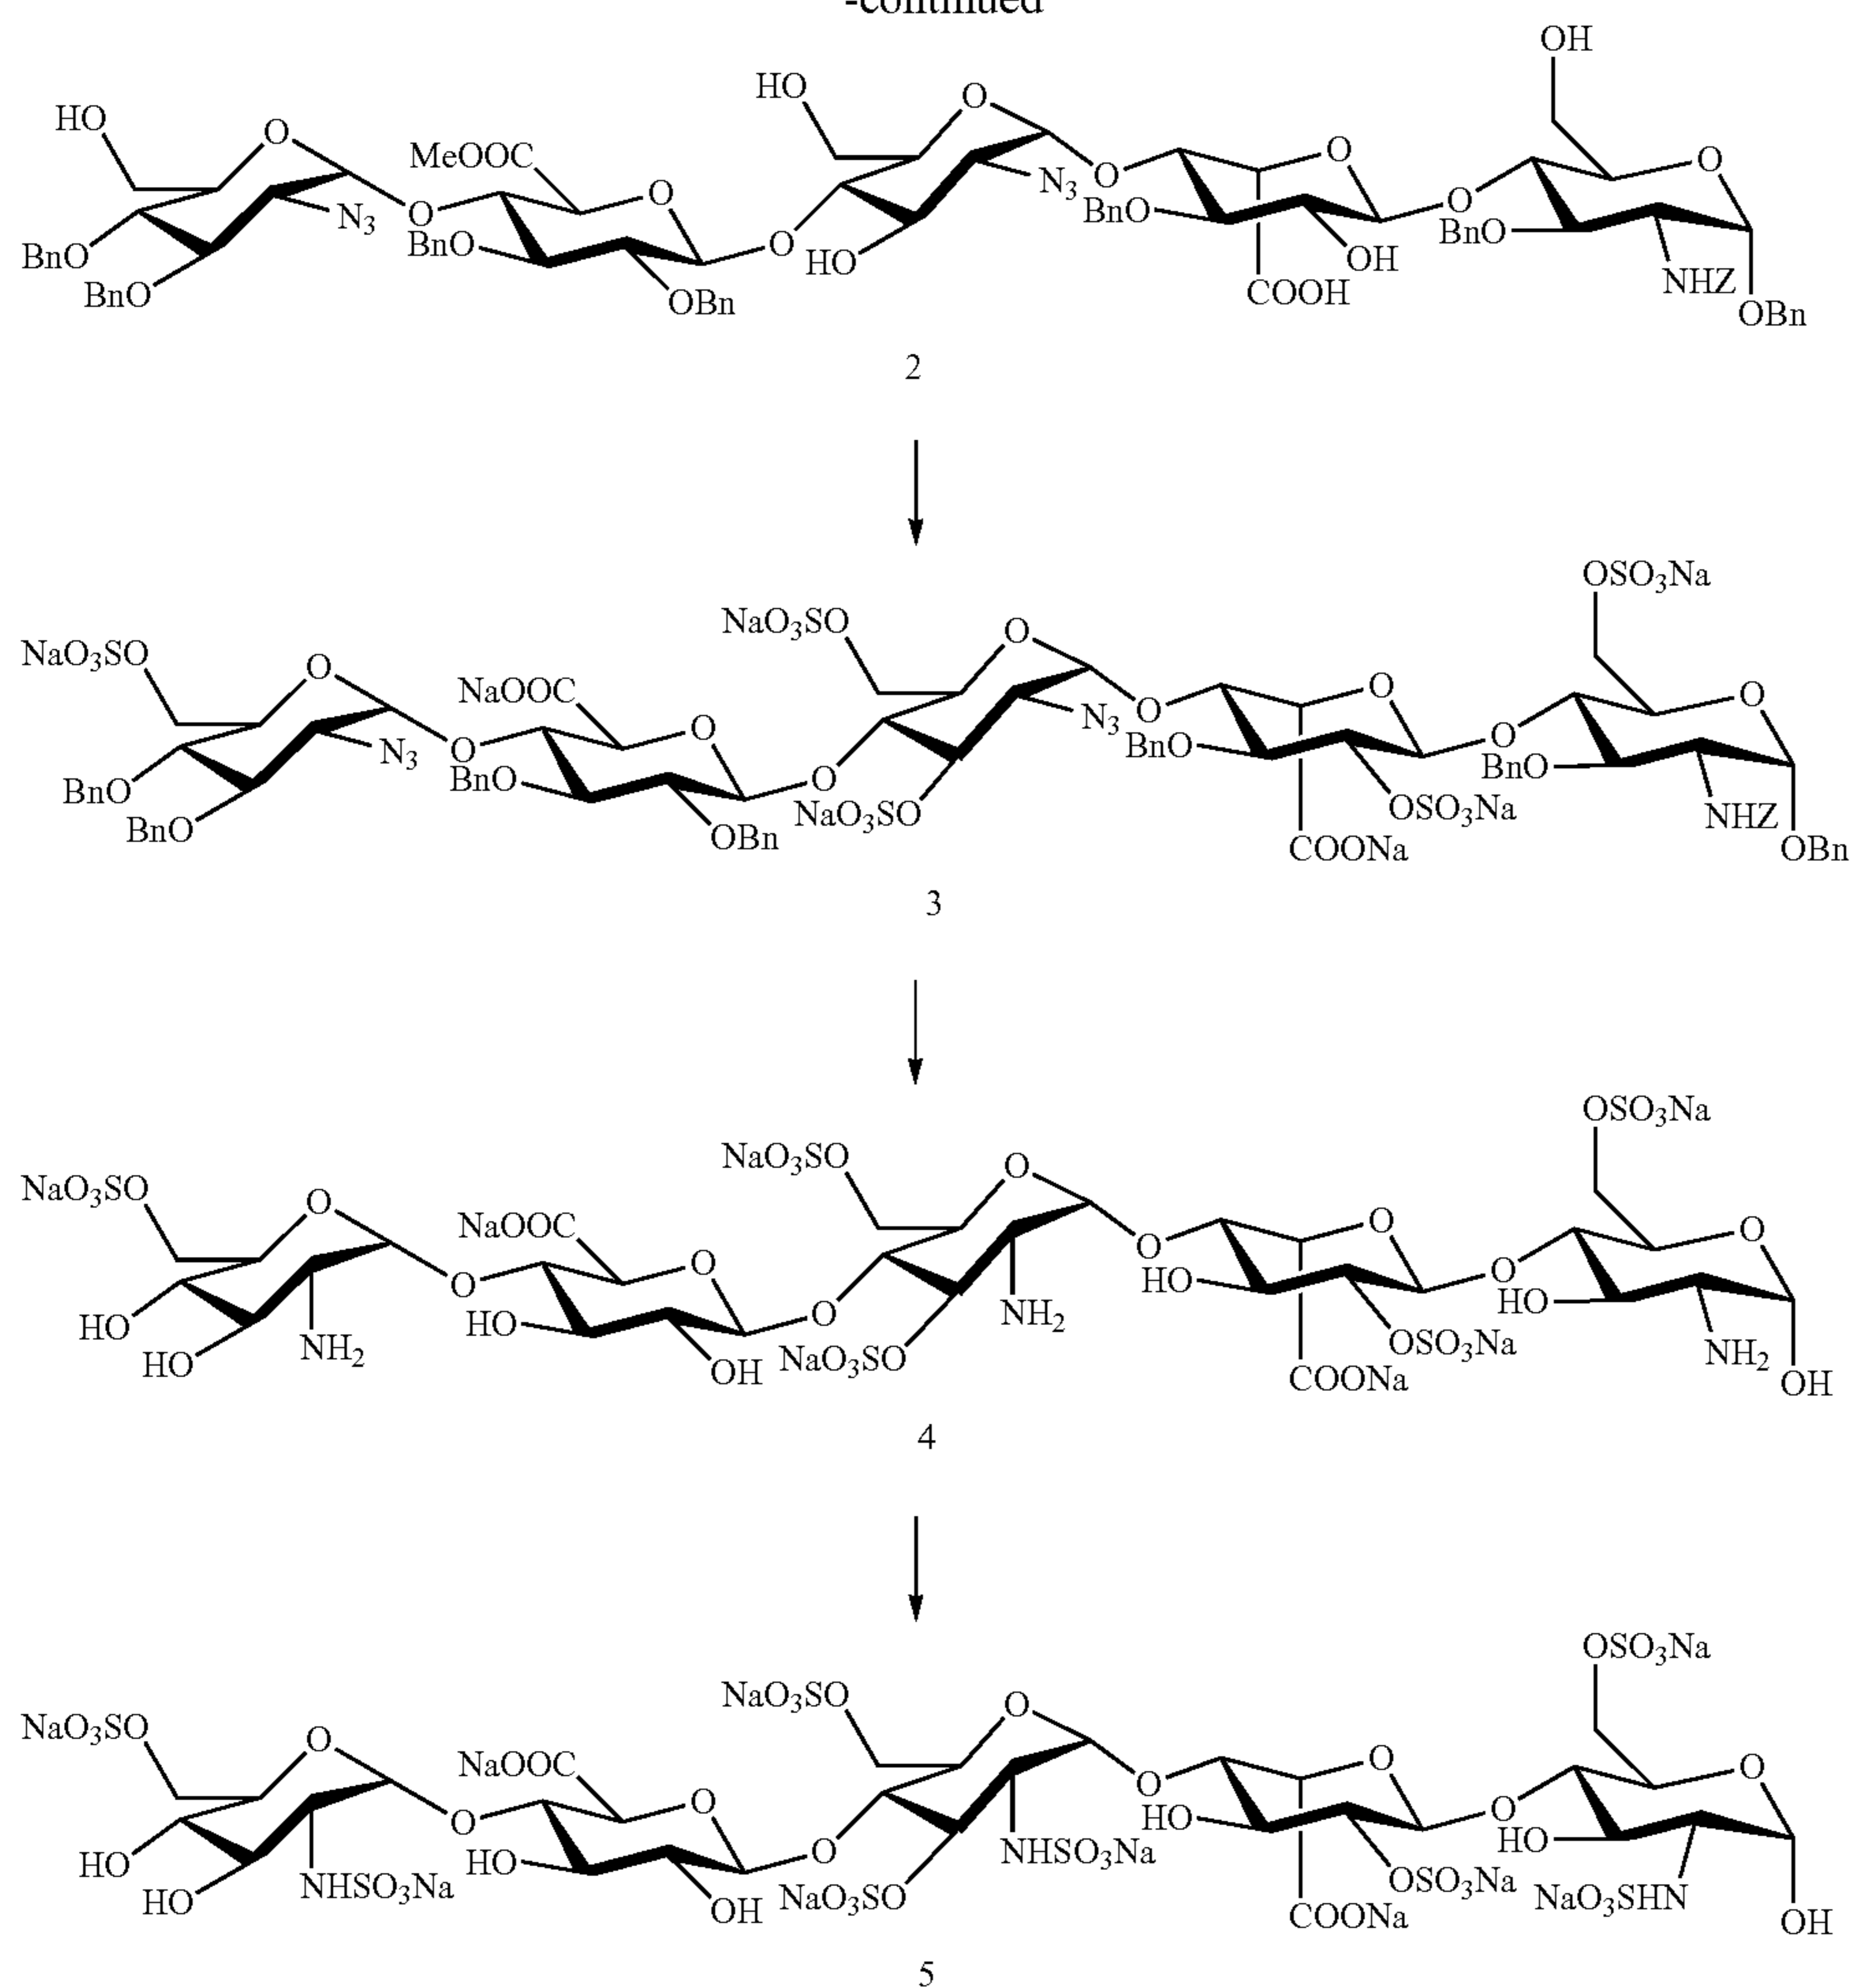 -continued
OH
HO
O
HO
O
MeOOC
O
O
N₃
O
O
O
BnO
O
N₃
O
BnO
O
HO
BnO
OH
BnO
BnO
OBn
COOH
NHZ
OBn
2
OSO₃Na
NaO₃SO
O
NaO₃SO
O
NaOOC
O
O
N₃
O
O
O
BnO
O
N₃
O
BnO
O
NaO₃SO
BnO
OSO₃Na
BnO
BnO
OBn
COONa
NHZ
OBn
3
OSO₃Na
NaO₃SO
O
NaO₃SO
O
NaOOC
O
O
O
O
O
O
HO
HO
HO
HO
NH₂
HO
OH
O
NaO₃SO
NH₂
OSO₃Na
COONa
HO
NH₂
OH
4
OSO₃Na
NaO₃SO
O
NaO₃SO
O
NaOOC
O
O
O
O
O
O
HO
HO
NHSO₃Na
HO
OH
O
NaO₃SO
NHSO₃Na
HO
OSO₃Na
COONa
HO
NaO₃SHN
OH
5